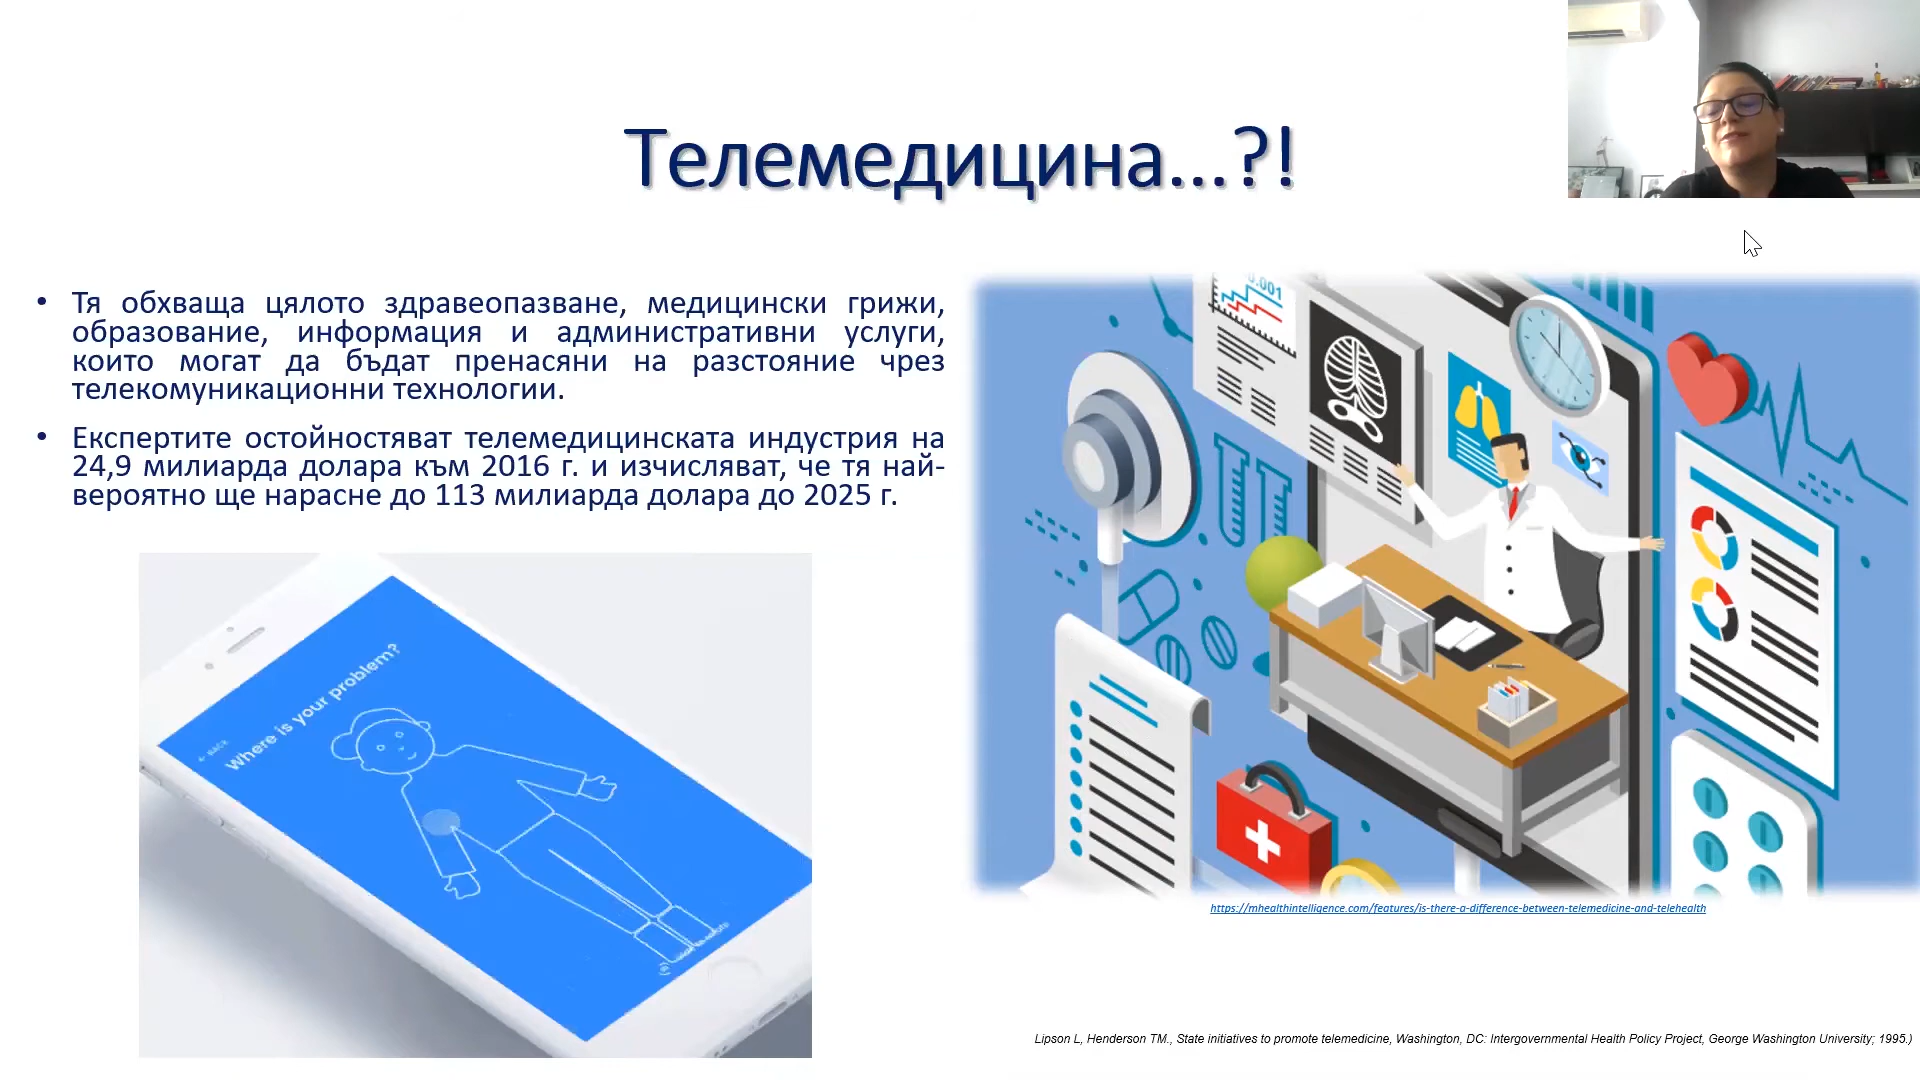 Телемедицина...?!
• Тя обхваща цялото здравеопазване, медицински грижи,
образование, информация и административни услуги,
които могат да бъдат пренасяни на разстояние чрез
телекомуникационни технологии.
• Експертите остойностяват телемедицинската индустрия на
24,9 милиарда долара към 2016 г. и изчисляват, че тя най-
вероятно ще нарасне до 113 милиарда долара до 2025 г.
0.001
← BACK
Where is your problem?
https://mhealthintelligence.com/features/is-there-a-difference-between-telemedicine-and-telehealth
Lipson L, Henderson TM., State initiatives to promote telemedicine, Washington, DC: Intergovernmental Health Policy Project, George Washington University; 1995.)